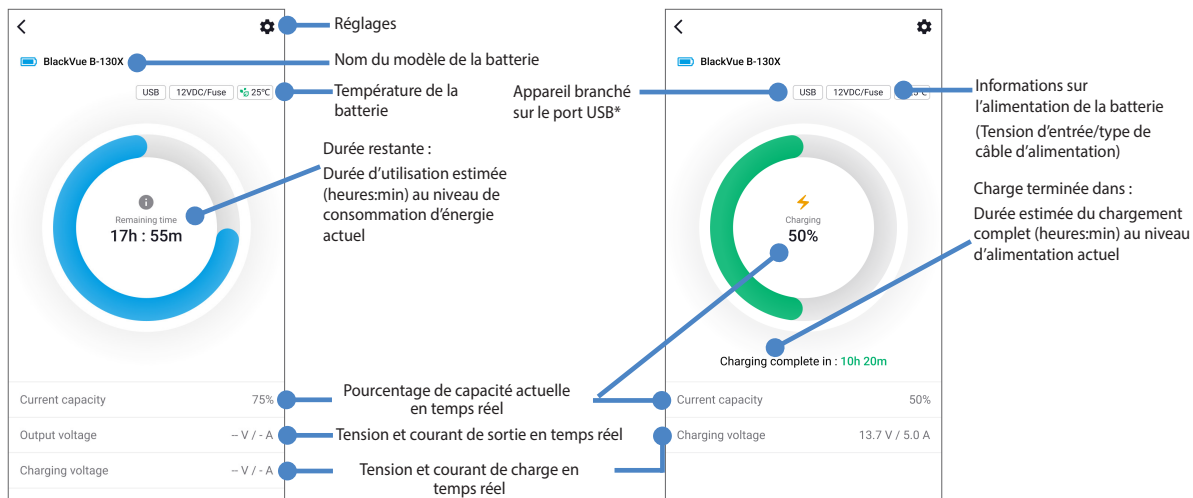 BlackVue B-130X
USB
12VDC/Fuse
25°C
Remaining time
17h : 55m
Current capacity
75%
Output voltage
-- V / - A
Charging voltage
-- V / - A
Réglages
Nom du modèle de la batterie
Température de la
batterie
Durée restante :
Durée d’utilisation estimée
(heures:min) au niveau de
consommation d’énergie
actuel
Pourcentage de capacité actuelle
en temps réel
Tension et courant de sortie en temps réel
Tension et courant de charge en
temps réel
Appareil branché
sur le port USB*
BlackVue B-130X
USB
12VDC/Fuse
Charging
50%
Charging complete in : 10h 20m
Current capacity
50%
Charging voltage
13.7 V / 5.0 A
Informations sur
l’alimentation de la batterie
(Tension d’entrée/type de
câble d’alimentation)
Charge terminée dans :
Durée estimée du chargement
complet (heures:min) au niveau
d’alimentation actuel